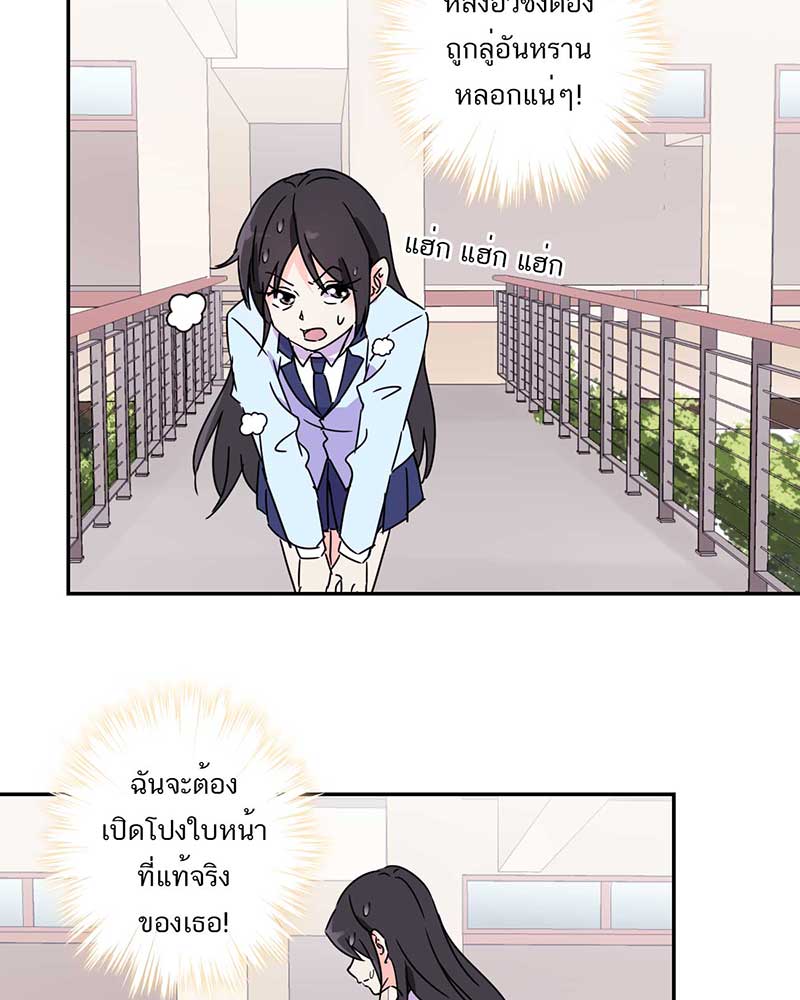 ถูกลู่อันหราน
หลอกแน่ๆ!
แฮ่ก แฮ่ก แฮ่ก
ฉันจะต้อง
เปิดโปงใบหน้า
ที่แท้จริง
ของเธอ!